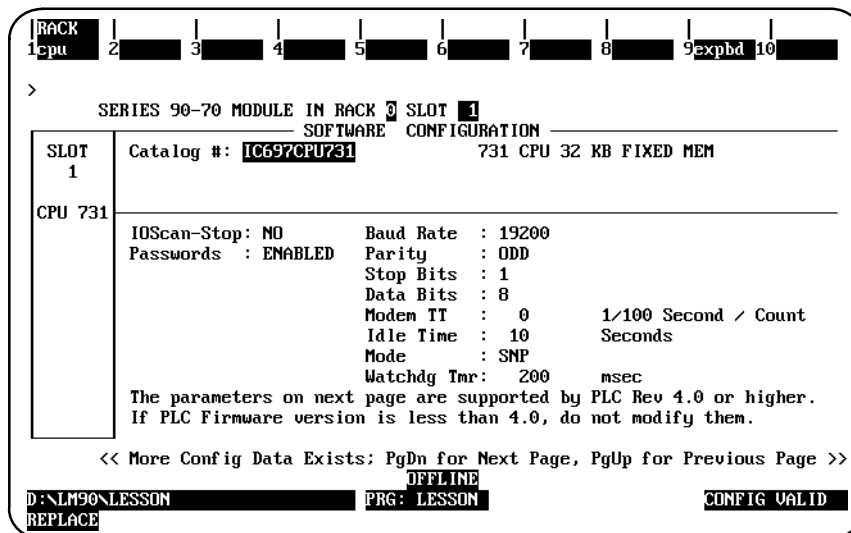 RACK
1cpu 2 3 4 5 6 7 8 9expbd 10
>
SERIES 90-70 MODULE IN RACK 0 SLOT 1
SOFTWARE CONFIGURATION
SLOT Catalog #: IC697CPU731 731 CPU 32 KB FIXED MEM
1
CPU 731
IOScan-Stop: NO Baud Rate : 19200
Passwords : ENABLED Parity : ODD
Stop Bits : 1
Data Bits : 8
Modem TT : 0 1/100 Second / Count
Idle Time : 10 Seconds
Mode : SNP
Watchdg Tmr: 200 msec
The parameters on next page are supported by PLC Rev 4.0 or higher.
If PLC Firmware version is less than 4.0, do not modify them.
<< More Config Data Exists; PgDn for Next Page, PgUp for Previous Page >>
OFFLINE
D:\LM90\LESSON PRG: LESSON CONFIG VALID
REPLACE